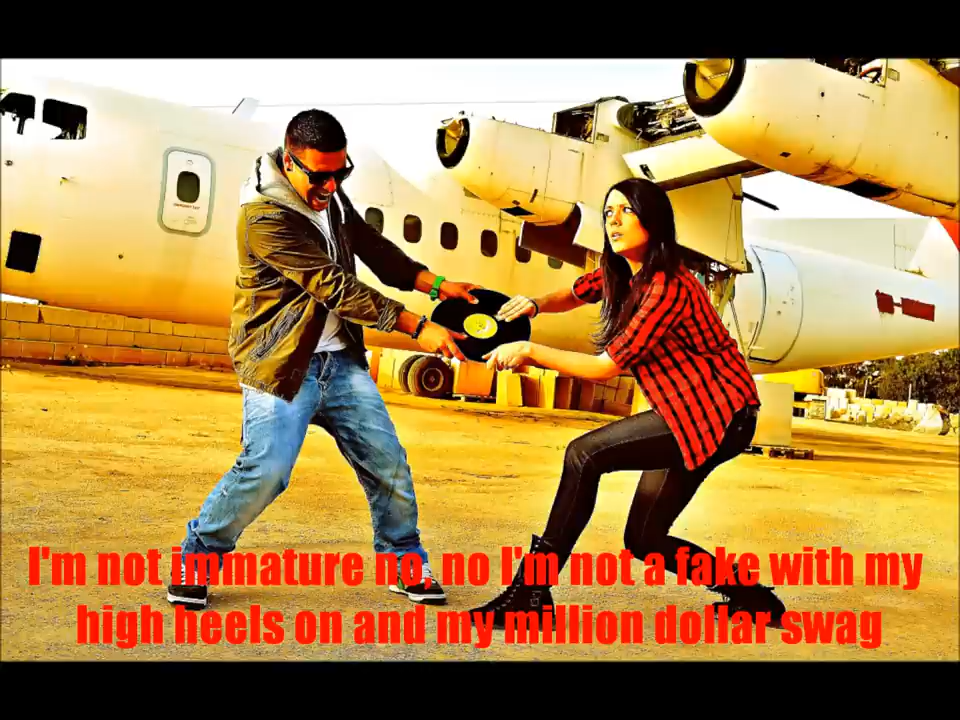 I'm not immature no, no I'm not a fake with my
high heels on and my million dollar swag